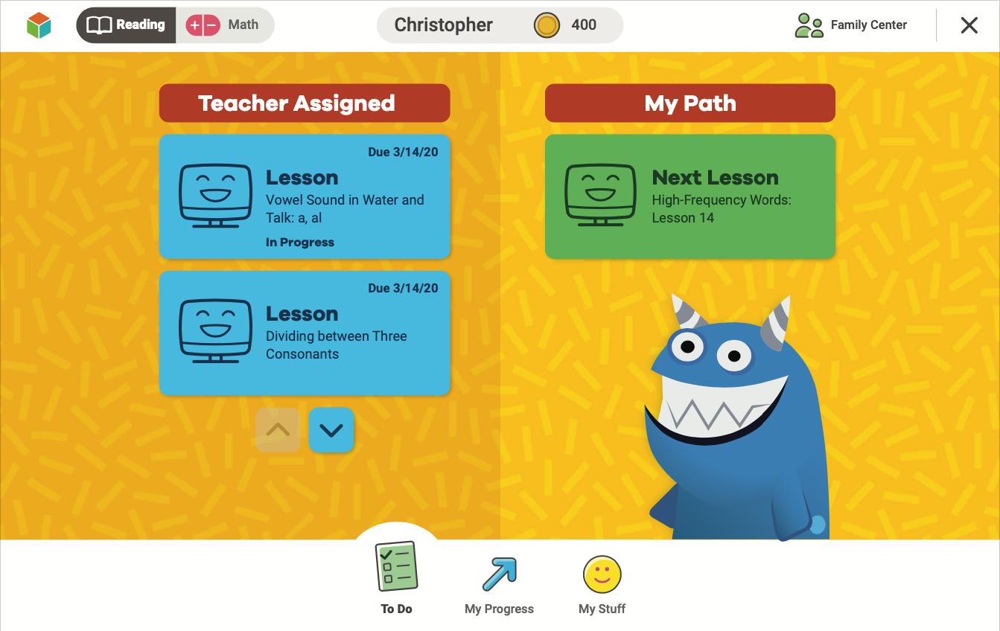 Reading
Math
Christopher
400
Family Center
Teacher Assigned
Due 3/14/20
Lesson
Vowel Sound in Water and
Talk: a, al
In Progress
Due 3/14/20
Lesson
Dividing between Three
Consonants
My Path
Next Lesson
High-Frequency Words:
Lesson 14
To Do
My Progress
My Stuff